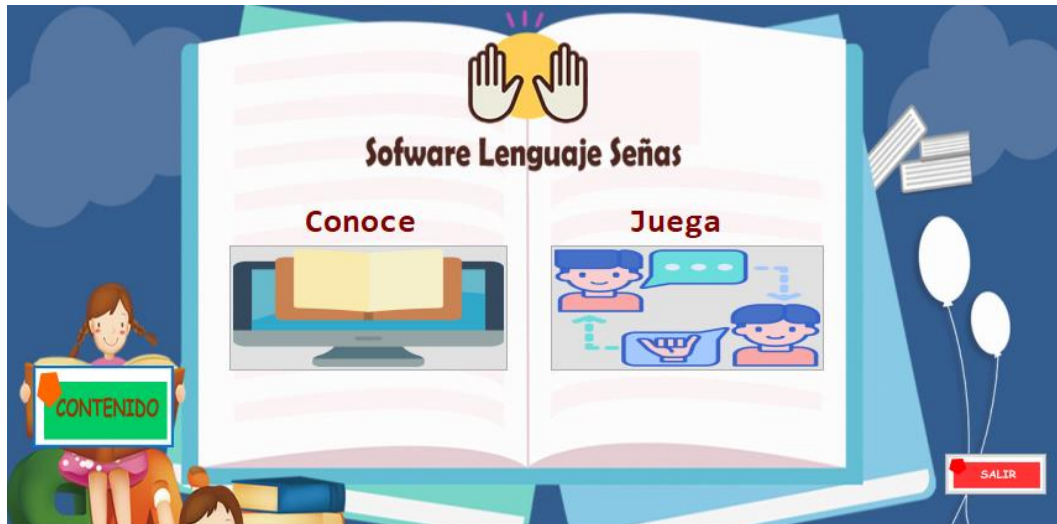 Sofware Lenguaje Señas
Conoce
Juega
CONTENIDO
SALIR